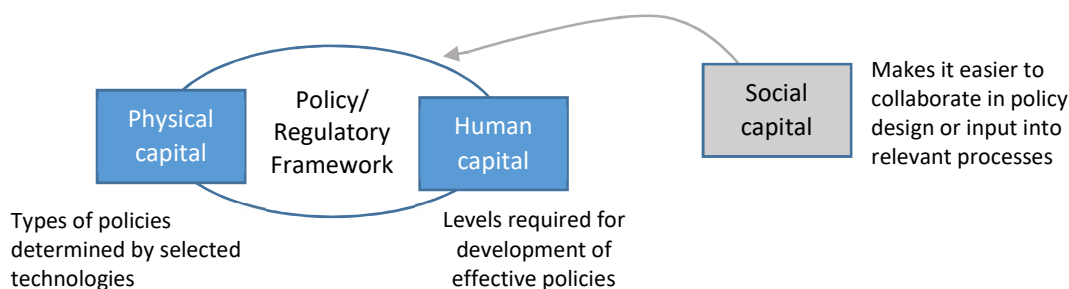 Physical
capital
Policy/
Regulatory
Framework
Human
capital
Social
capital
Makes it easier to
collaborate in policy
design or input into
relevant processes
Types of policies
determined by selected
technologies
Levels required for
development of
effective policies